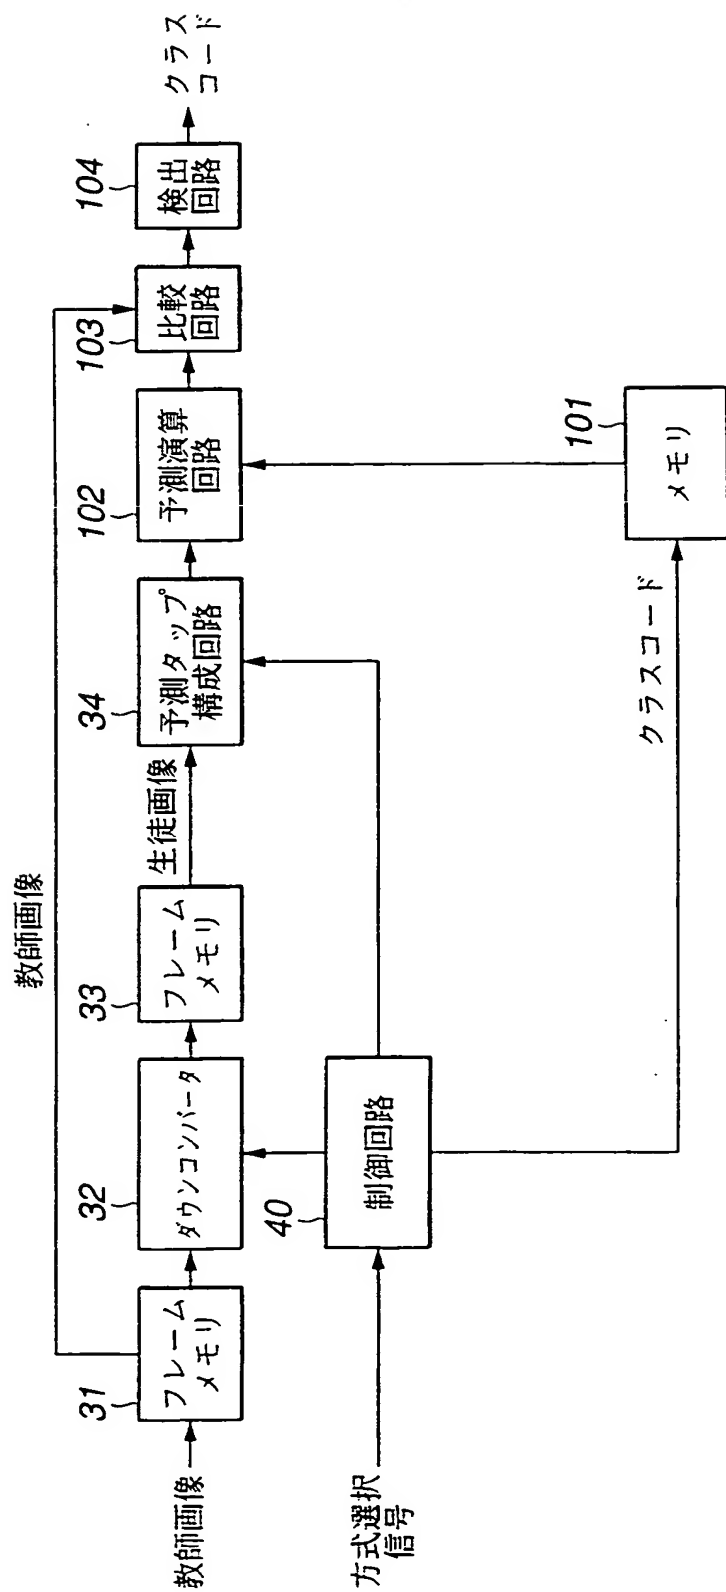 教師画像
教師画像
31
フレーム
メモリ
32
ダウンコンバータ
33
フレーム
メモリ
生徒画像
34
予測タップ
構成回路
102
予測演算
回路
103
比較
回路
104
検出
回路
クラス
コード
方式選択
信号
40
制御回路
クラスコード
101
メモリ